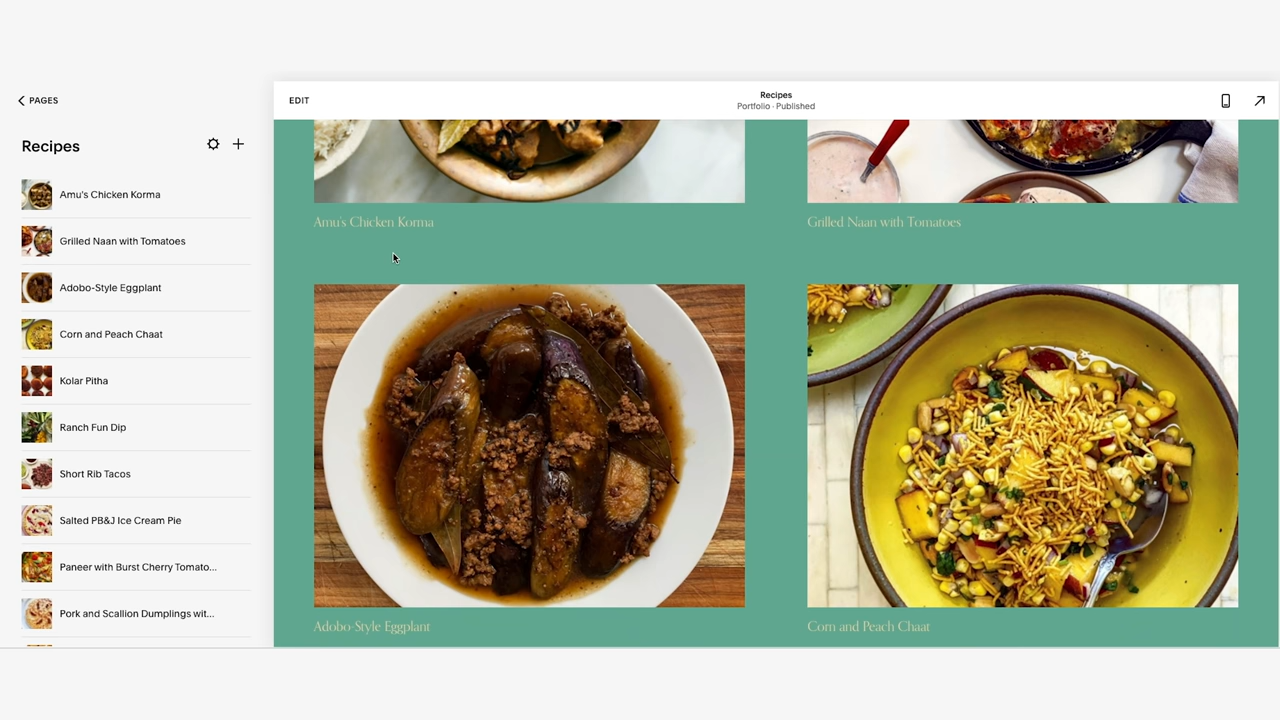 PAGES
EDIT
Recipes
Portfolio · Published
Recipes
Amu's Chicken Korma
Grilled Naan with Tomatoes
Adobo-Style Eggplant
Corn and Peach Chaat
Kolar Pitha
Ranch Fun Dip
Short Rib Tacos
Salted PB&J Ice Cream Pie
Paneer with Burst Cherry Tomato...
Pork and Scallion Dumplings wit...
Amu's Chicken Korma
Grilled Naan with Tomatoes
Adobo-Style Eggplant
Corn and Peach Chaat